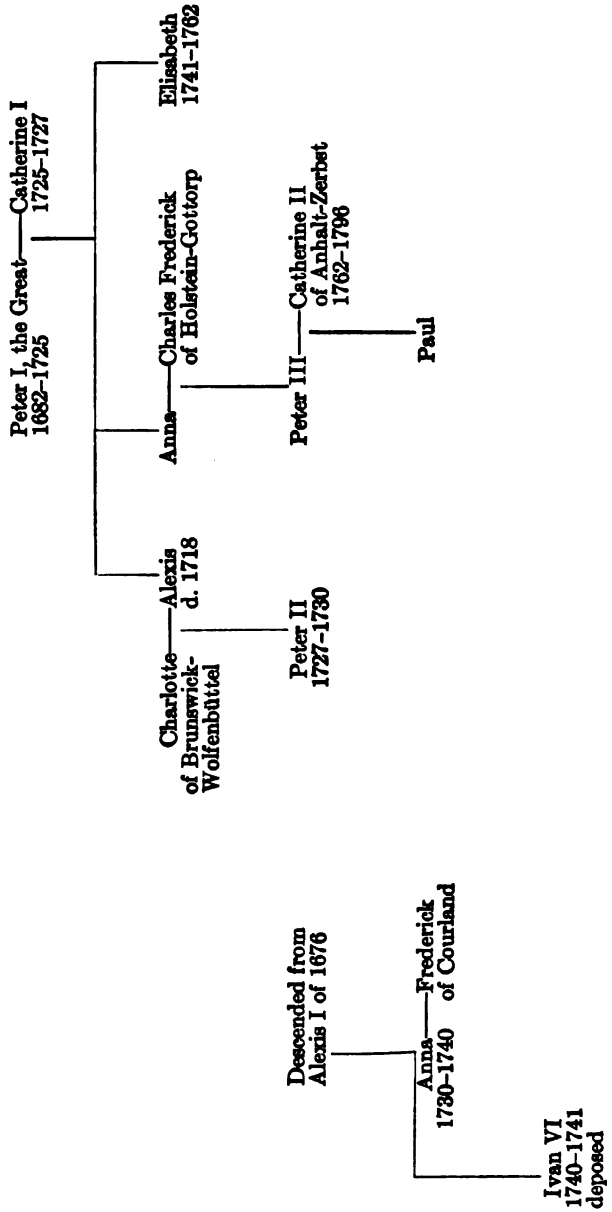 Peter I, the Great—Catherine I
1682–1725 1725–1727
Charlotte—Alexis
of Brunswick- d. 1718
Wolfenbüttel
Anna—Charles Frederick
of Holstein-Gottorp
Elisabeth
1741–1762
Peter II
1727–1730
Peter III—Catherine II
of Anhalt-Zerbst
1762–1796
Paul
Descended from
Alexis I of 1676
Anna—Frederick
1730–1740 of Courland
Ivan VI
1740–1741
deposed